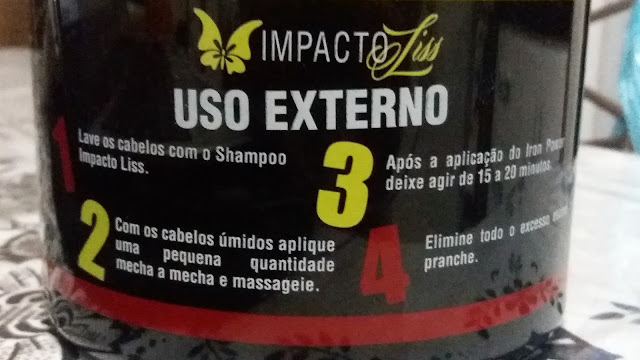 IMPACTO Liss
USO EXTERNO
1
Lave os cabelos com o Shampoo
Impacto Liss.
2
Com os cabelos úmidos aplique
uma pequena quantidade
mecha a mecha e massageie.
3
Após a aplicação do Iron
deixe agir de 15 a 20 minutos.
4
Elimine todo o excesso
pranche.